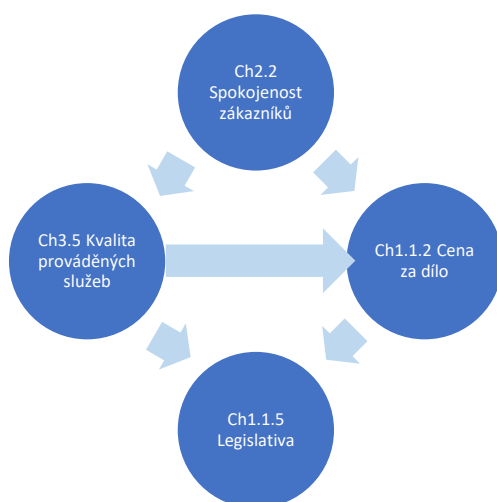 Ch2.2
Spokojenost
zákazníků
Ch3.5 Kvalita
prováděných
služeb
Ch1.1.2 Cena
za dílo
Ch1.1.5
Legislativa